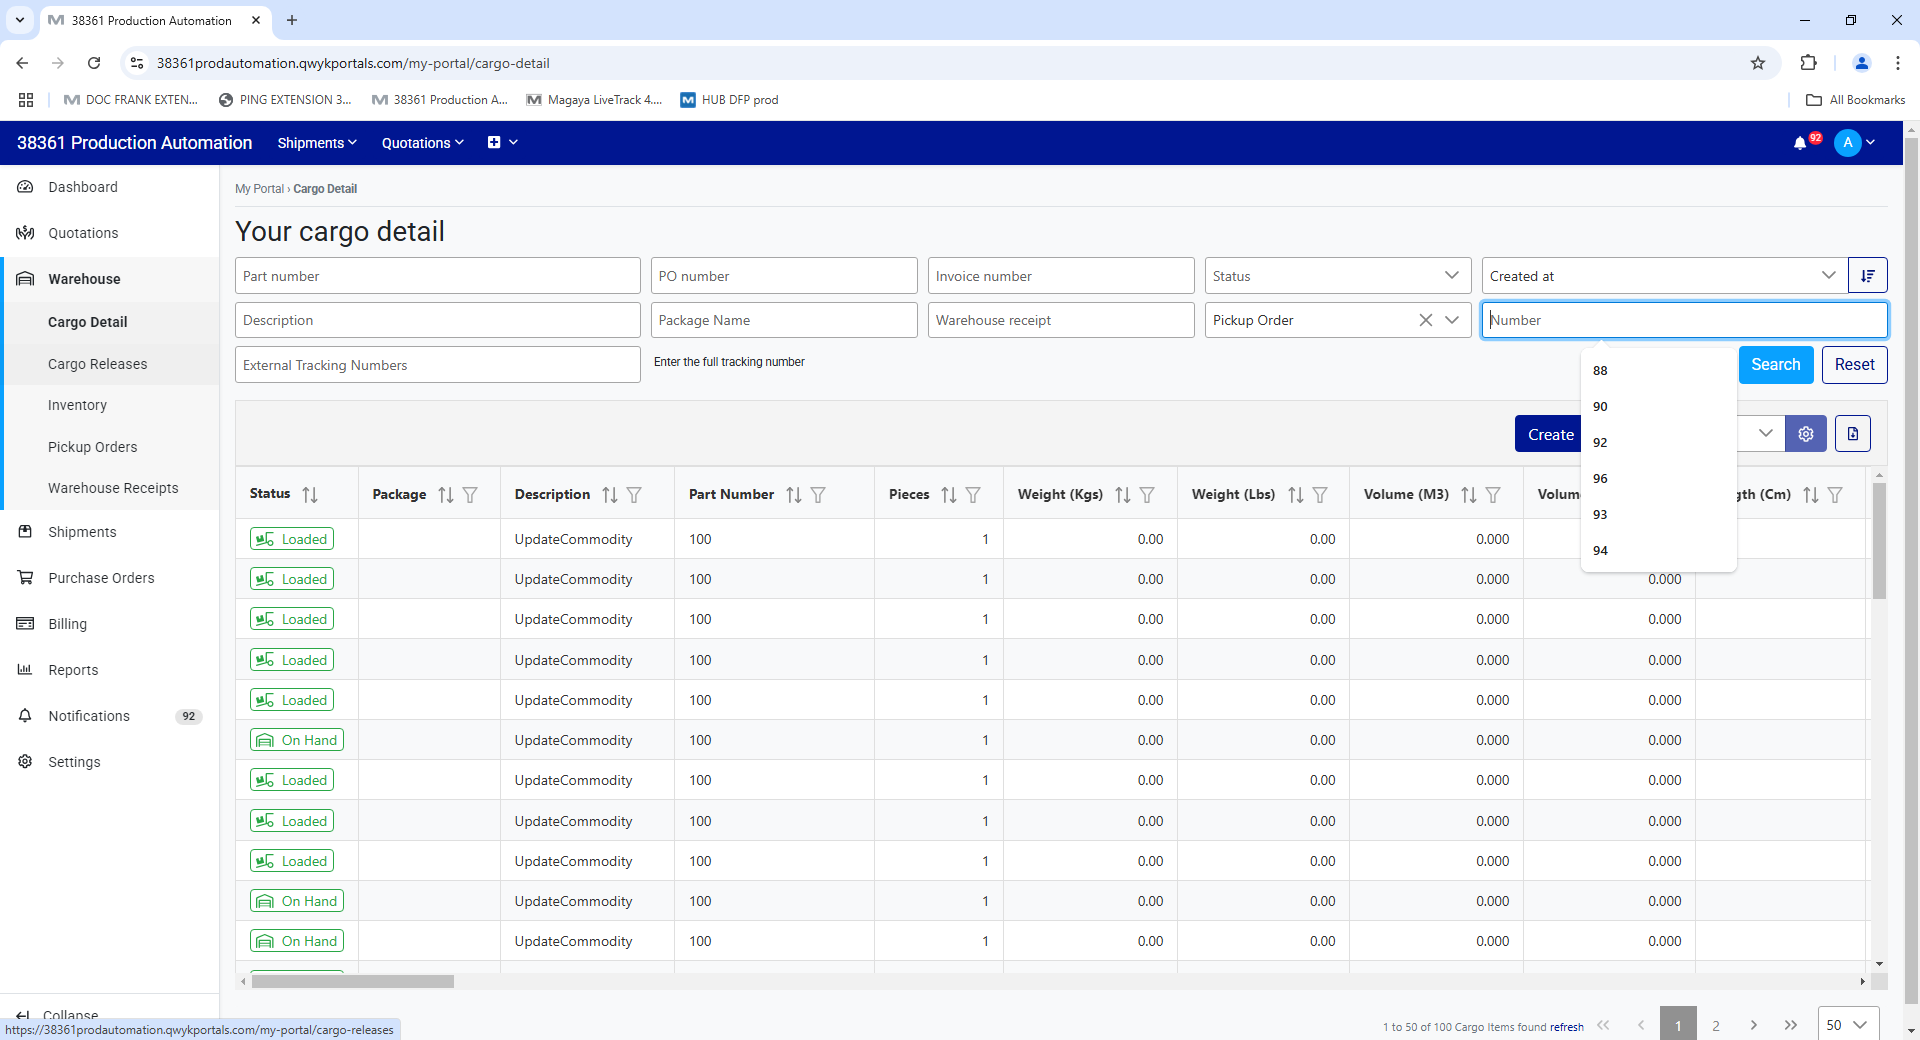 38361 Production Automation
38361prodautomation.qwykportals.com/my-portal/cargo-detail
DOC FRANK EXTEN...
PING EXTENSION 3...
38361 Production A...
Magaya LiveTrack 4....
HUB DFP prod
All Bookmarks
38361 Production Automation
Shipments
Quotations
92
A
Dashboard
Quotations
Warehouse
Cargo Detail
Cargo Releases
Inventory
Pickup Orders
Warehouse Receipts
Shipments
Purchase Orders
Billing
Reports
Notifications 92
Settings
Collapse
https://38361prodautomation.qwykportals.com/my-portal/cargo-releases
My Portal › Cargo Detail
Your cargo detail
Part number
PO number
Invoice number
Status
Created at
Description
Package Name
Warehouse receipt
Pickup Order
Number
External Tracking Numbers
Enter the full tracking number
Search
Reset
88
90
92
96
93
94
Create
Status Package Description Part Number Pieces Weight (Kgs) Weight (Lbs) Volume (M3) Volum gth (Cm)
Loaded UpdateCommodity 100 1 0.00 0.00 0.000
Loaded UpdateCommodity 100 1 0.00 0.00 0.000 0.000
Loaded UpdateCommodity 100 1 0.00 0.00 0.000 0.000
Loaded UpdateCommodity 100 1 0.00 0.00 0.000 0.000
Loaded UpdateCommodity 100 1 0.00 0.00 0.000 0.000
On Hand UpdateCommodity 100 1 0.00 0.00 0.000 0.000
Loaded UpdateCommodity 100 1 0.00 0.00 0.000 0.000
Loaded UpdateCommodity 100 1 0.00 0.00 0.000 0.000
Loaded UpdateCommodity 100 1 0.00 0.00 0.000 0.000
On Hand UpdateCommodity 100 1 0.00 0.00 0.000 0.000
On Hand UpdateCommodity 100 1 0.00 0.00 0.000 0.000
1 to 50 of 100 Cargo Items found refresh
1
2
50